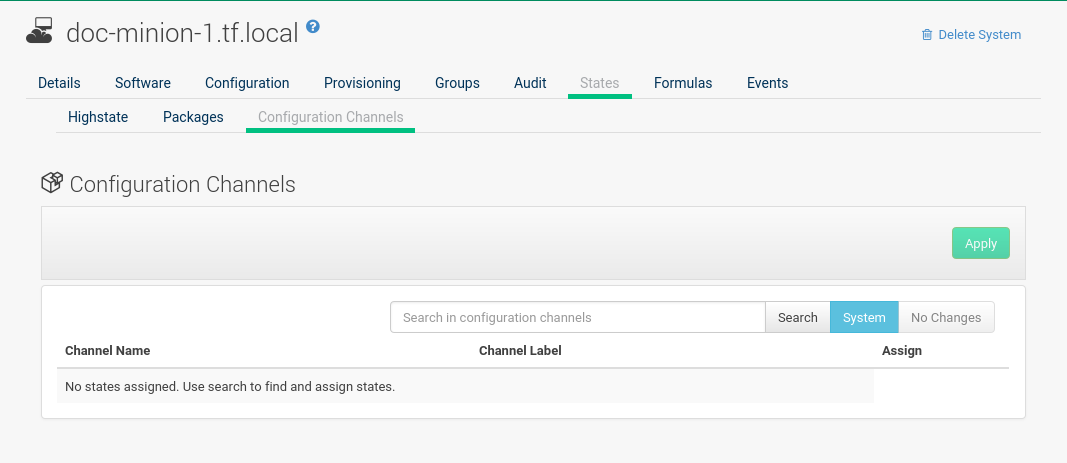 doc-minion-1.tf.local ?
Delete System
Details Software Configuration Provisioning Groups Audit States Formulas Events
Highstate Packages Configuration Channels
Configuration Channels
Apply
Search in configuration channels Search System No Changes
Channel Name Channel Label Assign
No states assigned. Use search to find and assign states.